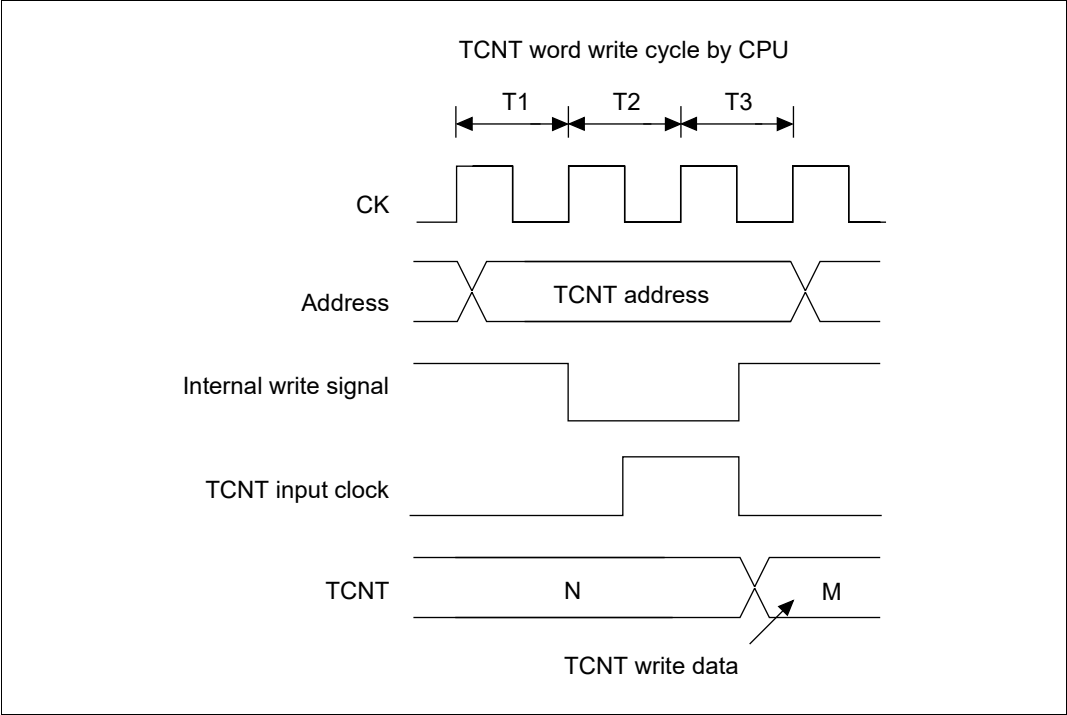 TCNT word write cycle by CPU
T1 T2 T3
CK
Address TCNT address
Internal write signal
TCNT input clock
TCNT N M
TCNT write data